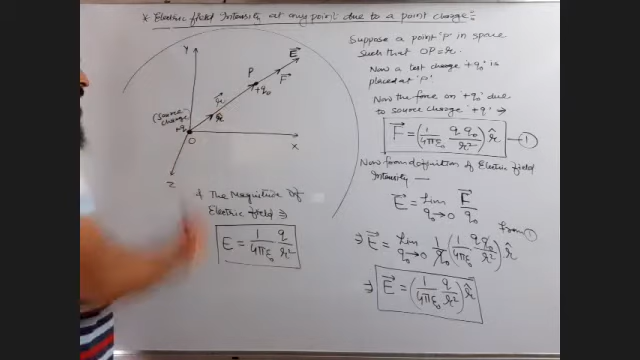 * Electric field Intensity at any point due to a point charge :-
Y
E
P
F
+q₀
r
r̂
(Source charge)
+q
O
X
Z
& The Magnitude of
Electric field ⇒
E = 1/4πε₀ q/r²
Suppose a point 'P' in space
such that OP = r.
Now a test charge +q₀ is
placed at 'P'
Now the force on +q₀ due
to source charge +q ⇒
F = (1/4πε₀ q q₀/r²) r̂ — ①
Now from definition of Electric field
Intensity —
E = Lim q₀→0 F/q₀
from ①
⇒ E = Lim q₀→0 1/q₀ (1/4πε₀ q q₀/r²) r̂
⇒ E = (1/4πε₀ q/r²) r̂